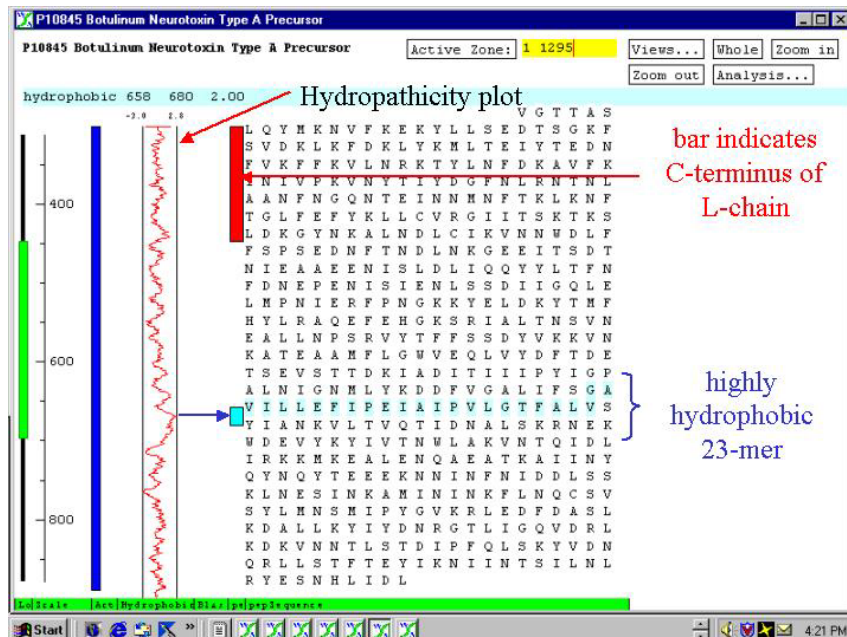 P10845 Botulinum Neurotoxin Type A Precursor
P10845 Botulinum Neurotoxin Type A Precursor
Active Zone: 1 1295
Views... Whole Zoom in
Zoom out Analysis...
hydrophobic 658 680 2.00
Hydropathicity plot
-2.0 2.8
V G T T A S
L Q Y M K N V F K E K Y L L S E D T S G K F
S V D K L K F D K L Y K M L T E I Y T E D N
F V K F F K V L N R K T Y L N F D K A V F K
I N I V P K V N Y T I Y D G F N L R N T N L
A A N F N G Q N T E I N N M N F T K L K N F
T G L F E F Y K L L C V R G I I T S K T K S
L D K G Y N K A L N D L C I K V N N W D L F
F S P S E D N F T N D L N K G E E I T S D T
N I E A A E E N I S L D L I Q Q Y Y L T F N
F D N E P E N I S I E N L S S D I I G Q L E
L M P N I E R F P N G K K Y E L D K Y T M F
H Y L R A Q E F E H G K S R I A L T N S V N
E A L L N P S R V Y T F F S S D Y V K K V N
K A T E A A M F L G W V E Q L V Y D F T D E
T S E V S T T D K I A D I T I I I P Y I G P
A L N I G N M L Y K D D F V G A L I F S G A
V I L L E F I P E I A I P V L G T F A L V S
Y I A N K V L T V Q T I D N A L S K R N E K
W D E V Y K Y I V T N W L A K V N T Q I D L
I R K K M K E A L E N Q A E A T K A I I N Y
Q Y N Q Y T E E E K N N I N F N I D D L S S
K L N E S I N K A M I N I N K F L N Q C S V
S Y L M N S M I P Y G V K R L E D F D A S L
K D A L L K Y I Y D N R G T L I G Q V D R L
K D K V N N T L S T D I P F Q L S K Y V D N
Q R L L S T F T E Y I K N I I N T S I L N L
R Y E S N H L I D L
bar indicates
C-terminus of
L-chain
highly
hydrophobic
23-mer
400
600
800
Scale Act Hydrophobic
Start
4:21 PM